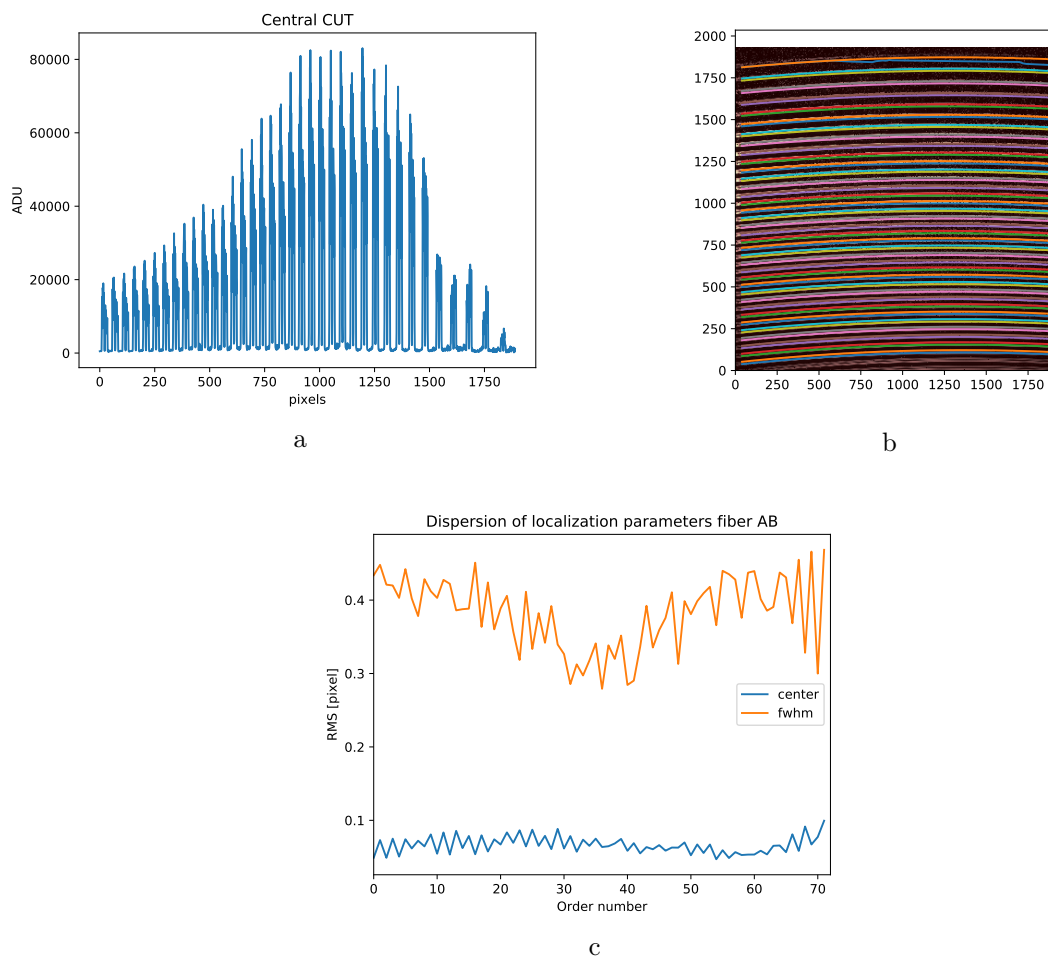 Central CUT
80000
60000
40000
20000
0
ADU
0 250 500 750 1000 1250 1500 1750
pixels
a
2000
1750
1500
1250
1000
750
500
250
0
0 250 500 750 1000 1250 1500 1750
b
Dispersion of localization parameters fiber AB
0.4
0.3
0.2
0.1
RMS [pixel]
center
fwhm
0 10 20 30 40 50 60 70
Order number
c